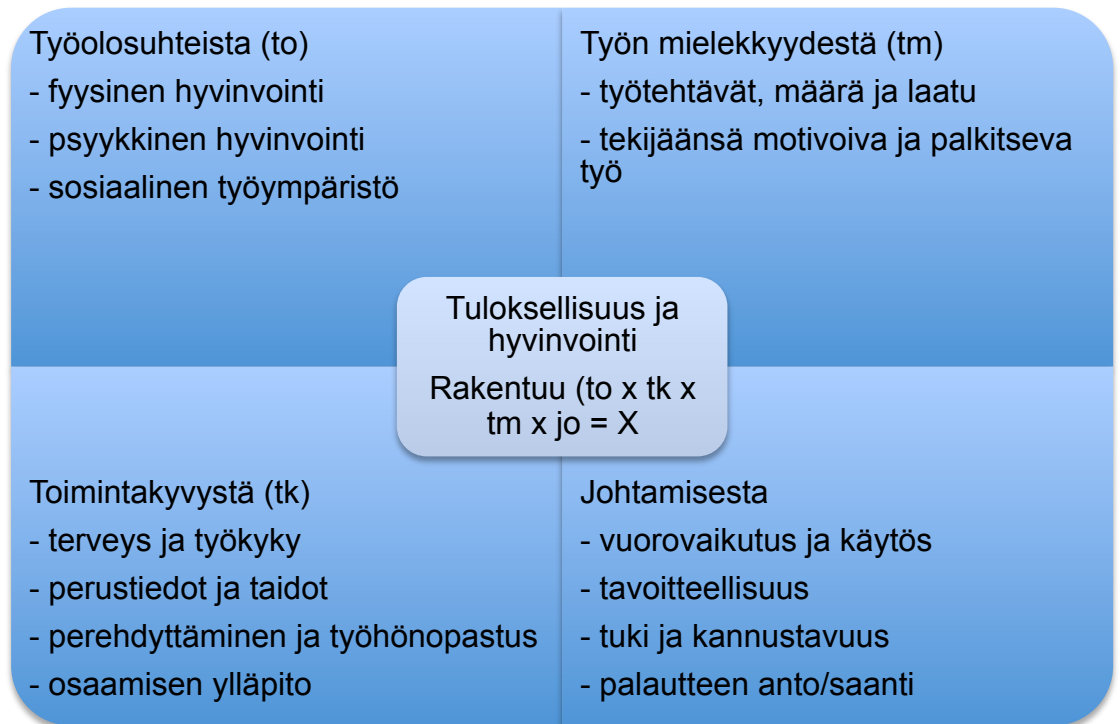 Työolosuhteista (to)
- fyysinen hyvinvointi
- psyykkinen hyvinvointi
- sosiaalinen työympäristö
Työn mielekkyydestä (tm)
- työtehtävät, määrä ja laatu
- tekijäänsä motivoiva ja palkitseva
työ
Tuloksellisuus ja
hyvinvointi
Rakentuu (to x tk x
tm x jo = X
Toimintakyvystä (tk)
- terveys ja työkyky
- perustiedot ja taidot
- perehdyttäminen ja työhönopastus
- osaamisen ylläpito
Johtamisesta
- vuorovaikutus ja käytös
- tavoitteellisuus
- tuki ja kannustavuus
- palautteen anto/saanti